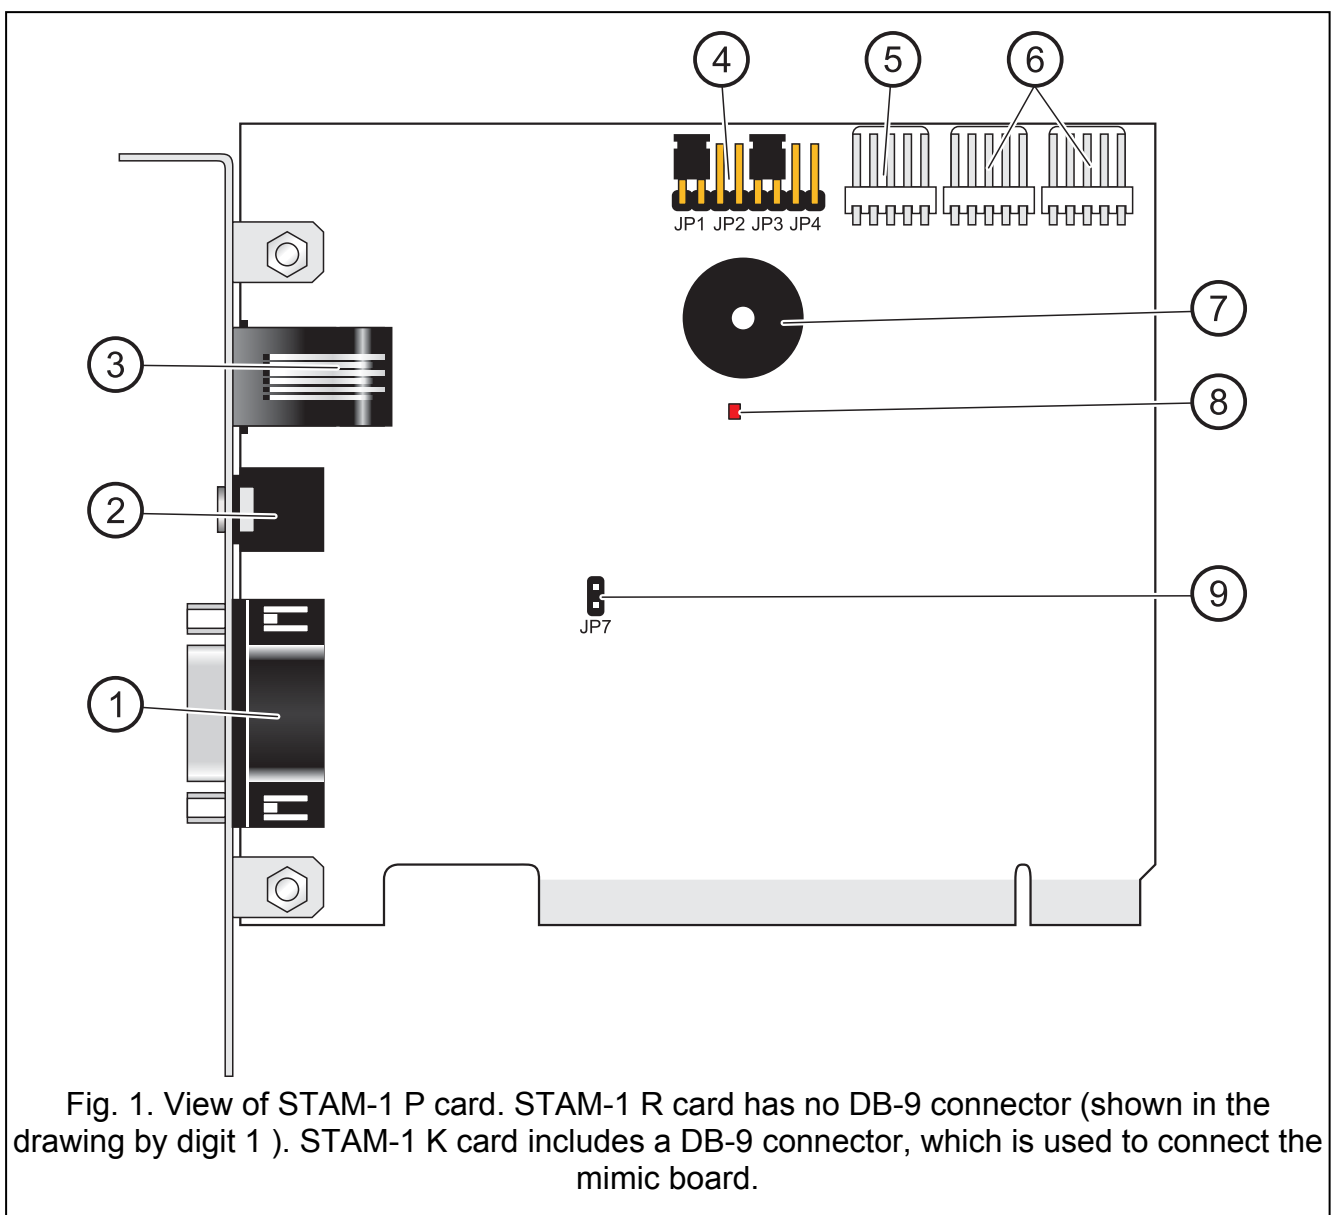 4 5 6
JP1 JP2 JP3 JP4
7
3
8
2
9
JP7
1
Fig. 1. View of STAM-1 P card. STAM-1 R card has no DB-9 connector (shown in the
drawing by digit 1 ). STAM-1 K card includes a DB-9 connector, which is used to connect the
mimic board.